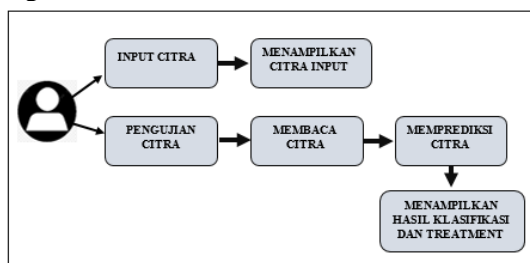 INPUT CITRA
MENAMPILKAN
CITRA INPUT
PENGUJIAN
CITRA
MEMBACA
CITRA
MEMPREDIKSI
CITRA
MENAMPILKAN
HASIL KLASIFIKASI
DAN TREATMENT